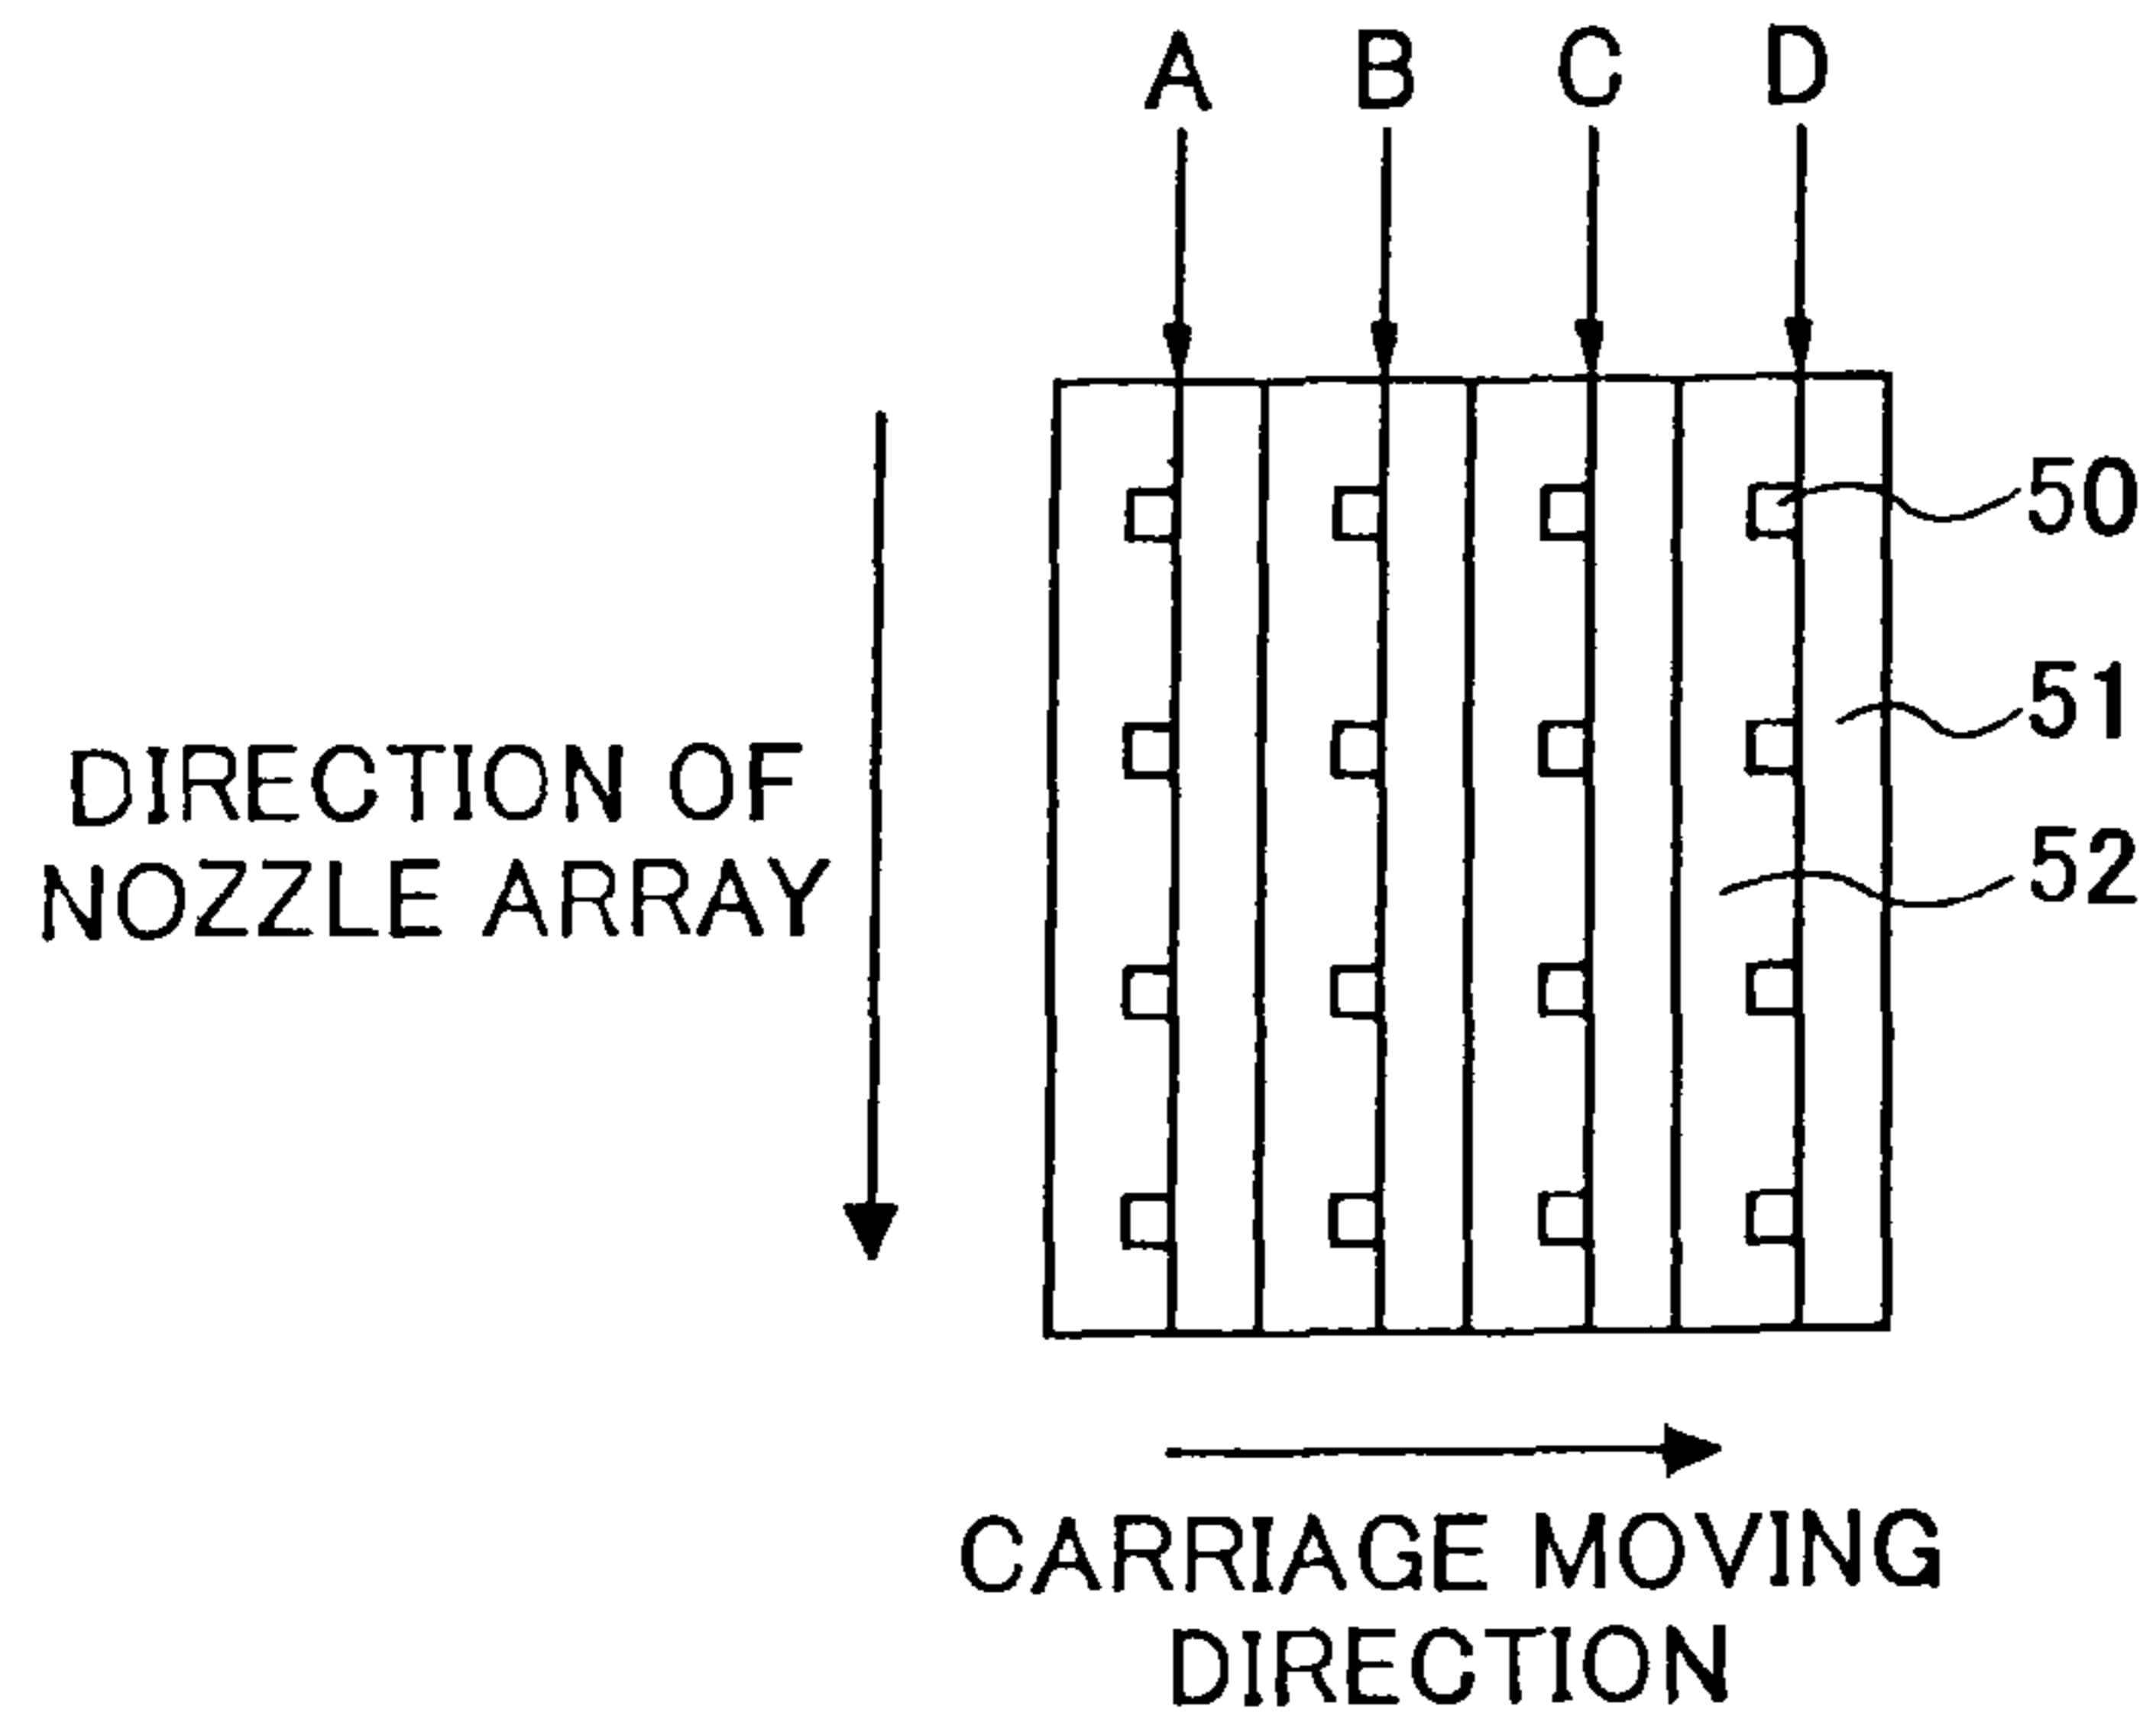 A B C D
50
51
52
DIRECTION OF
NOZZLE ARRAY
CARRIAGE MOVING
DIRECTION